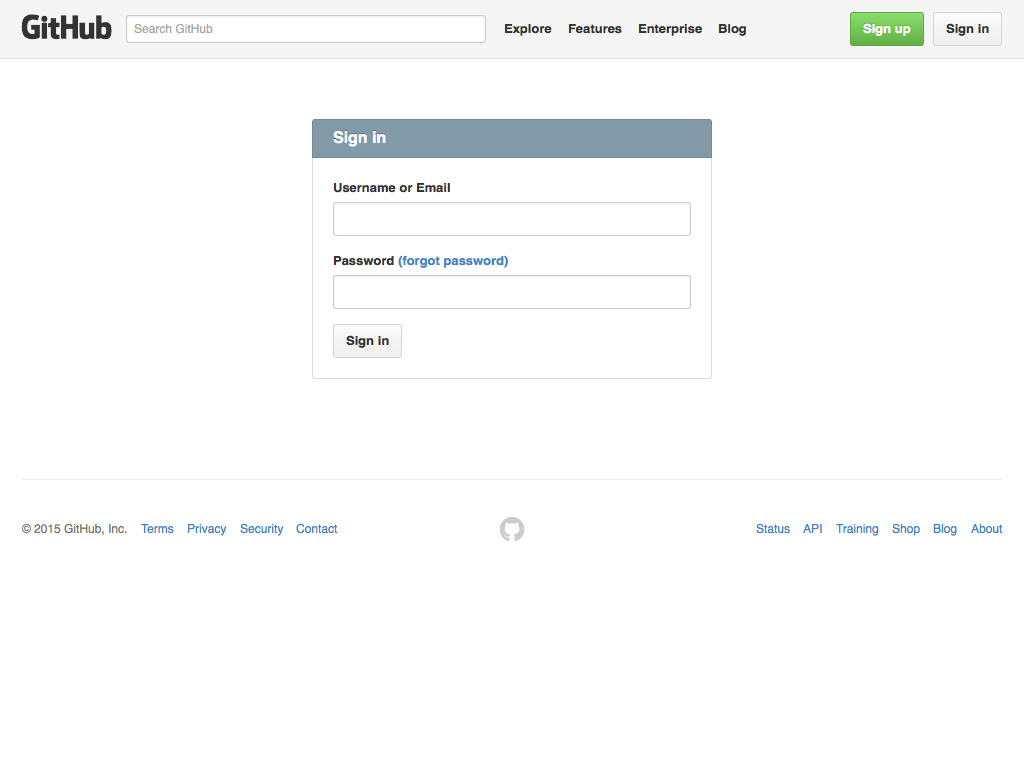 GitHub Search GitHub Explore Features Enterprise Blog Sign up Sign in
Sign in
Username or Email
Password (forgot password)
Sign in
© 2015 GitHub, Inc. Terms Privacy Security Contact Status API Training Shop Blog About